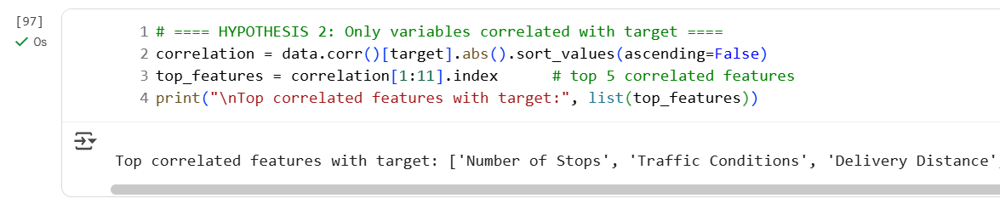 [97]
0s
1 # ==== HYPOTHESIS 2: Only variables correlated with target ====
2 correlation = data.corr()[target].abs().sort_values(ascending=False)
3 top_features = correlation[1:11].index      # top 5 correlated features
4 print("\nTop correlated features with target:", list(top_features))
Top correlated features with target: ['Number of Stops', 'Traffic Conditions', 'Delivery Distance',